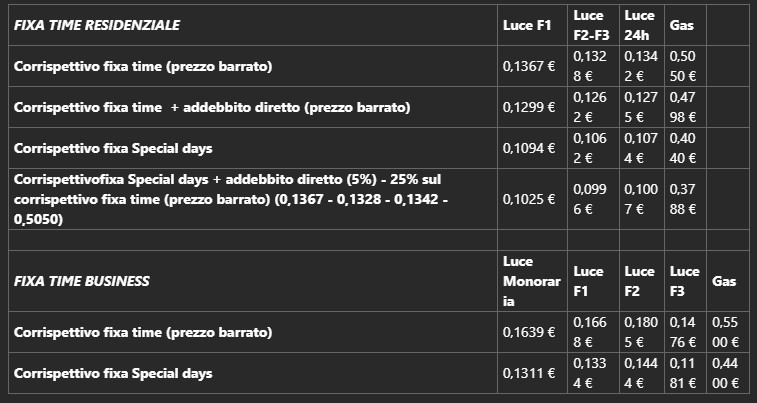 FIXA TIME RESIDENZIALE Luce F1 Luce F2-F3 Luce 24h Gas
Corrispettivo fixa time (prezzo barrato) 0,1367 € 0,1328 € 0,1342 € 0,5050 €
Corrispettivo fixa time + addebbito diretto (prezzo barrato) 0,1299 € 0,1262 € 0,1275 € 0,4798 €
Corrispettivo fixa Special days 0,1094 € 0,1062 € 0,1074 € 0,4040 €
Corrispettivofixa Special days + addebbito diretto (5%) - 25% sul
corrispettivo fixa time (prezzo barrato) (0,1367 - 0,1328 - 0,1342 -
0,5050) 0,1025 € 0,0996 € 0,1007 € 0,3788 €
FIXA TIME BUSINESS Luce Monoraria Luce F1 Luce F2 Luce F3 Gas
Corrispettivo fixa time (prezzo barrato) 0,1639 € 0,1668 € 0,1805 € 0,1476 € 0,5500 €
Corrispettivo fixa Special days 0,1311 € 0,1334 € 0,1444 € 0,1181 € 0,4400 €